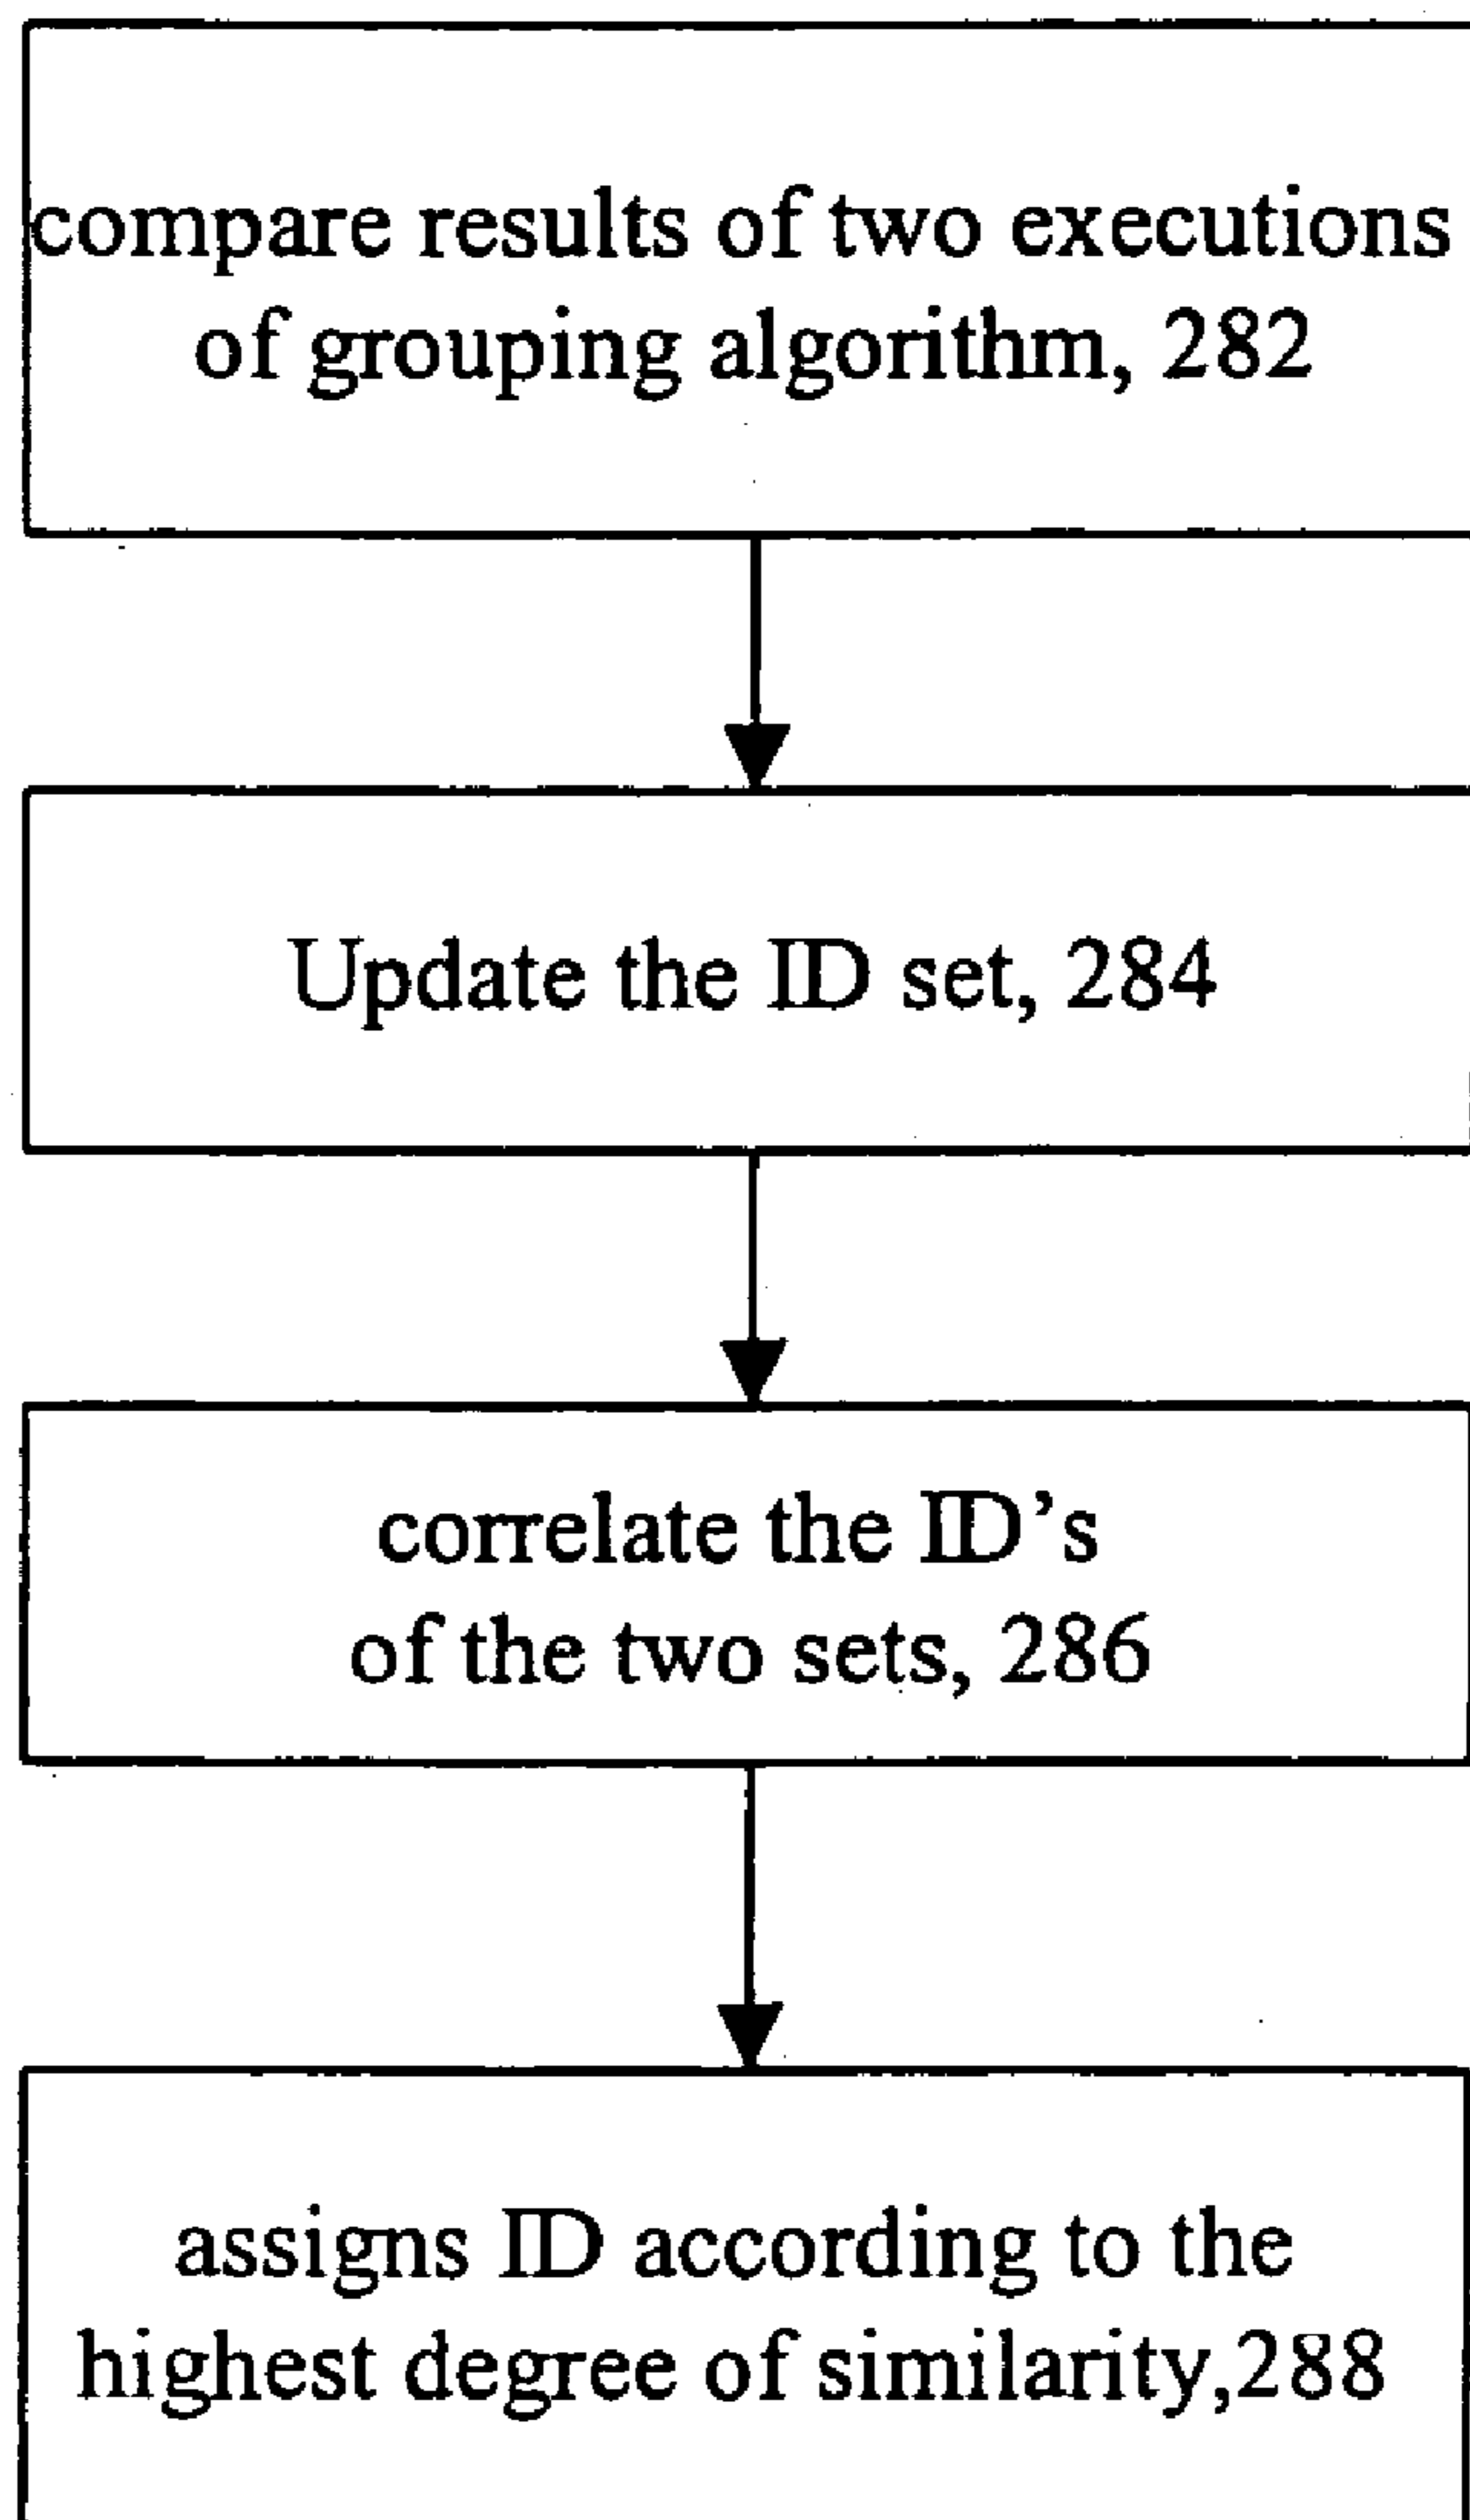 compare results of two executions
of grouping algorithm, 282
Update the ID set, 284
correlate the ID's
of the two sets, 286
assigns ID according to the
highest degree of similarity,288